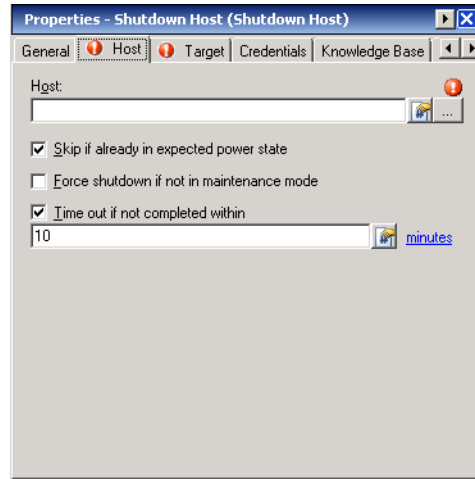 Properties - Shutdown Host (Shutdown Host)
General Host Target Credentials Knowledge Base
Host:
...
Skip if already in expected power state
Force shutdown if not in maintenance mode
Time out if not completed within
10 minutes